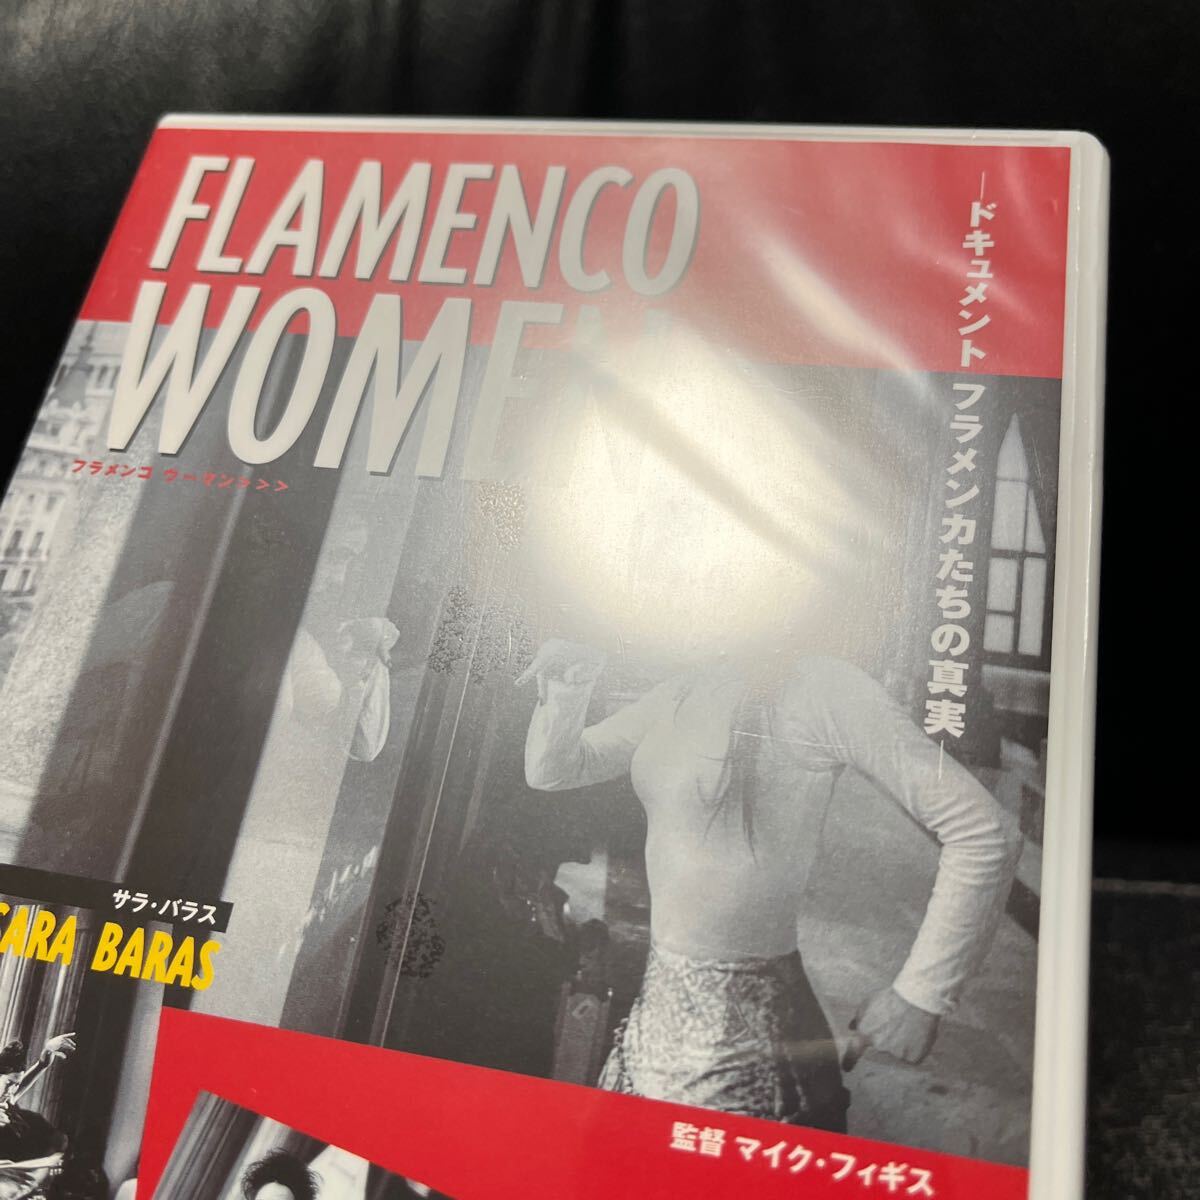 FLAMENCO
WOMEN
フラメンコ ウーマン>>>
―ドキュメント フラメンカたちの真実―
サラ・バラス
SARA BARAS
監督 マイク・フィギス